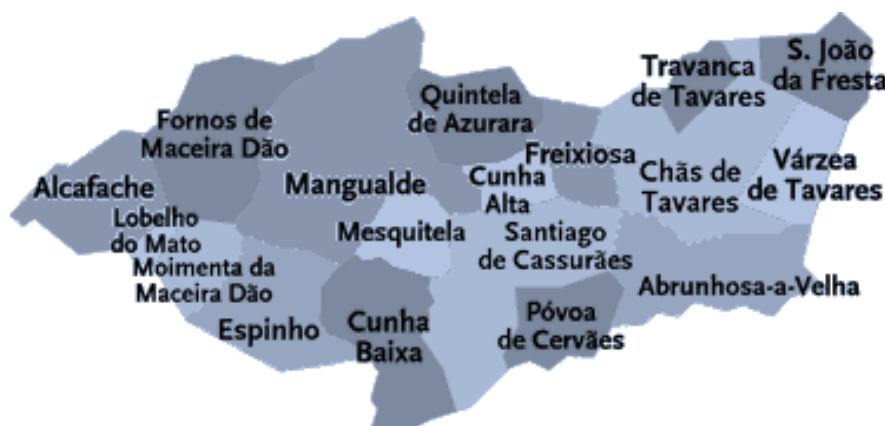 S. João
da Fresta
Travanca
de Tavares
Quintela
de Azurara
Fornos de
Maceira Dão
Freixiosa
Várzea
de Tavares
Chãs de
Tavares
Cunha
Alta
Mangualde
Alcafache
Lobelho
do Mato
Mesquitela
Santiago
de Cassurães
Moimenta da
Maceira Dão
Abrunhosa-a-Velha
Póvoa
de Cervães
Espinho
Cunha
Baixa